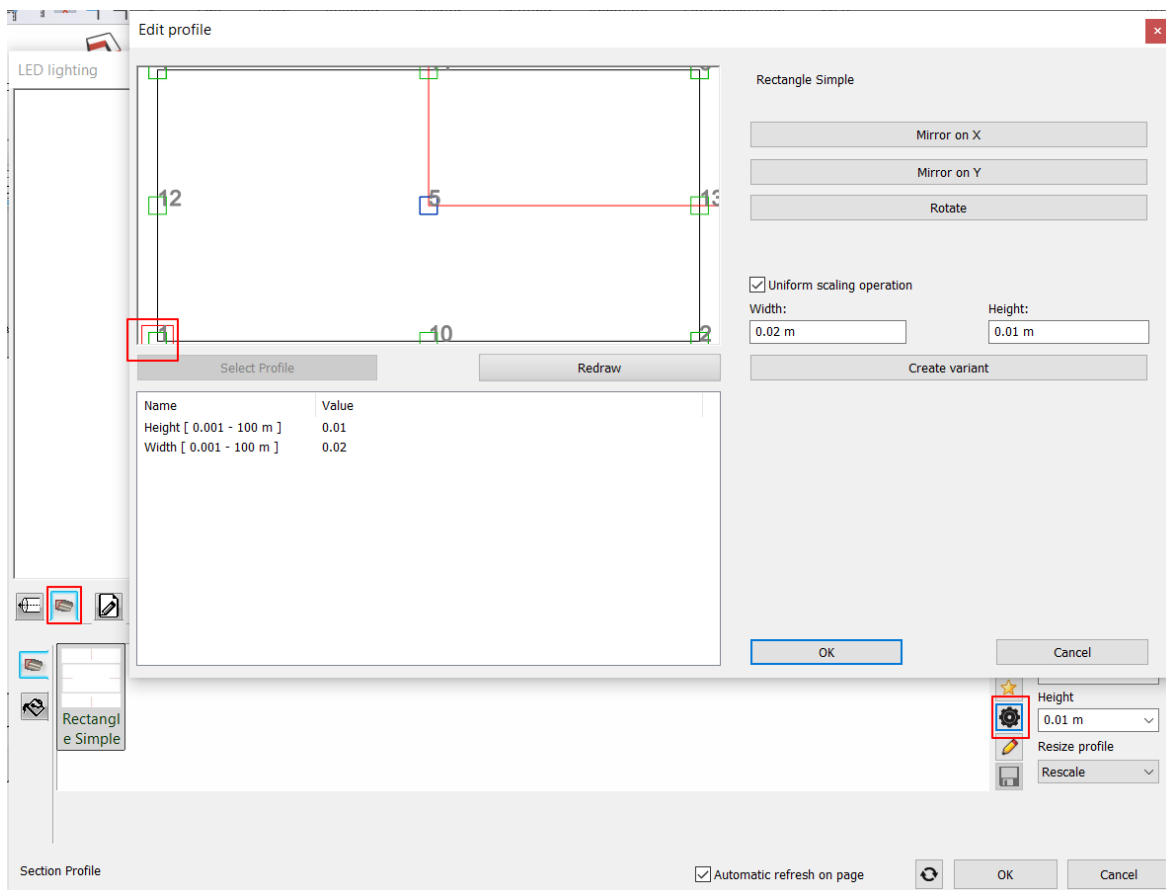 Edit profile
LED lighting
Rectangle Simple
Mirror on X
Mirror on Y
Rotate
12
5
13
1
10
2
Uniform scaling operation
Width:
Height:
0.02 m
0.01 m
Select Profile
Redraw
Create variant
Name
Value
Height [ 0.001 - 100 m ]
0.01
Width [ 0.001 - 100 m ]
0.02
OK
Cancel
Rectangl
e Simple
Height
0.01 m
Resize profile
Rescale
Section Profile
Automatic refresh on page
OK
Cancel